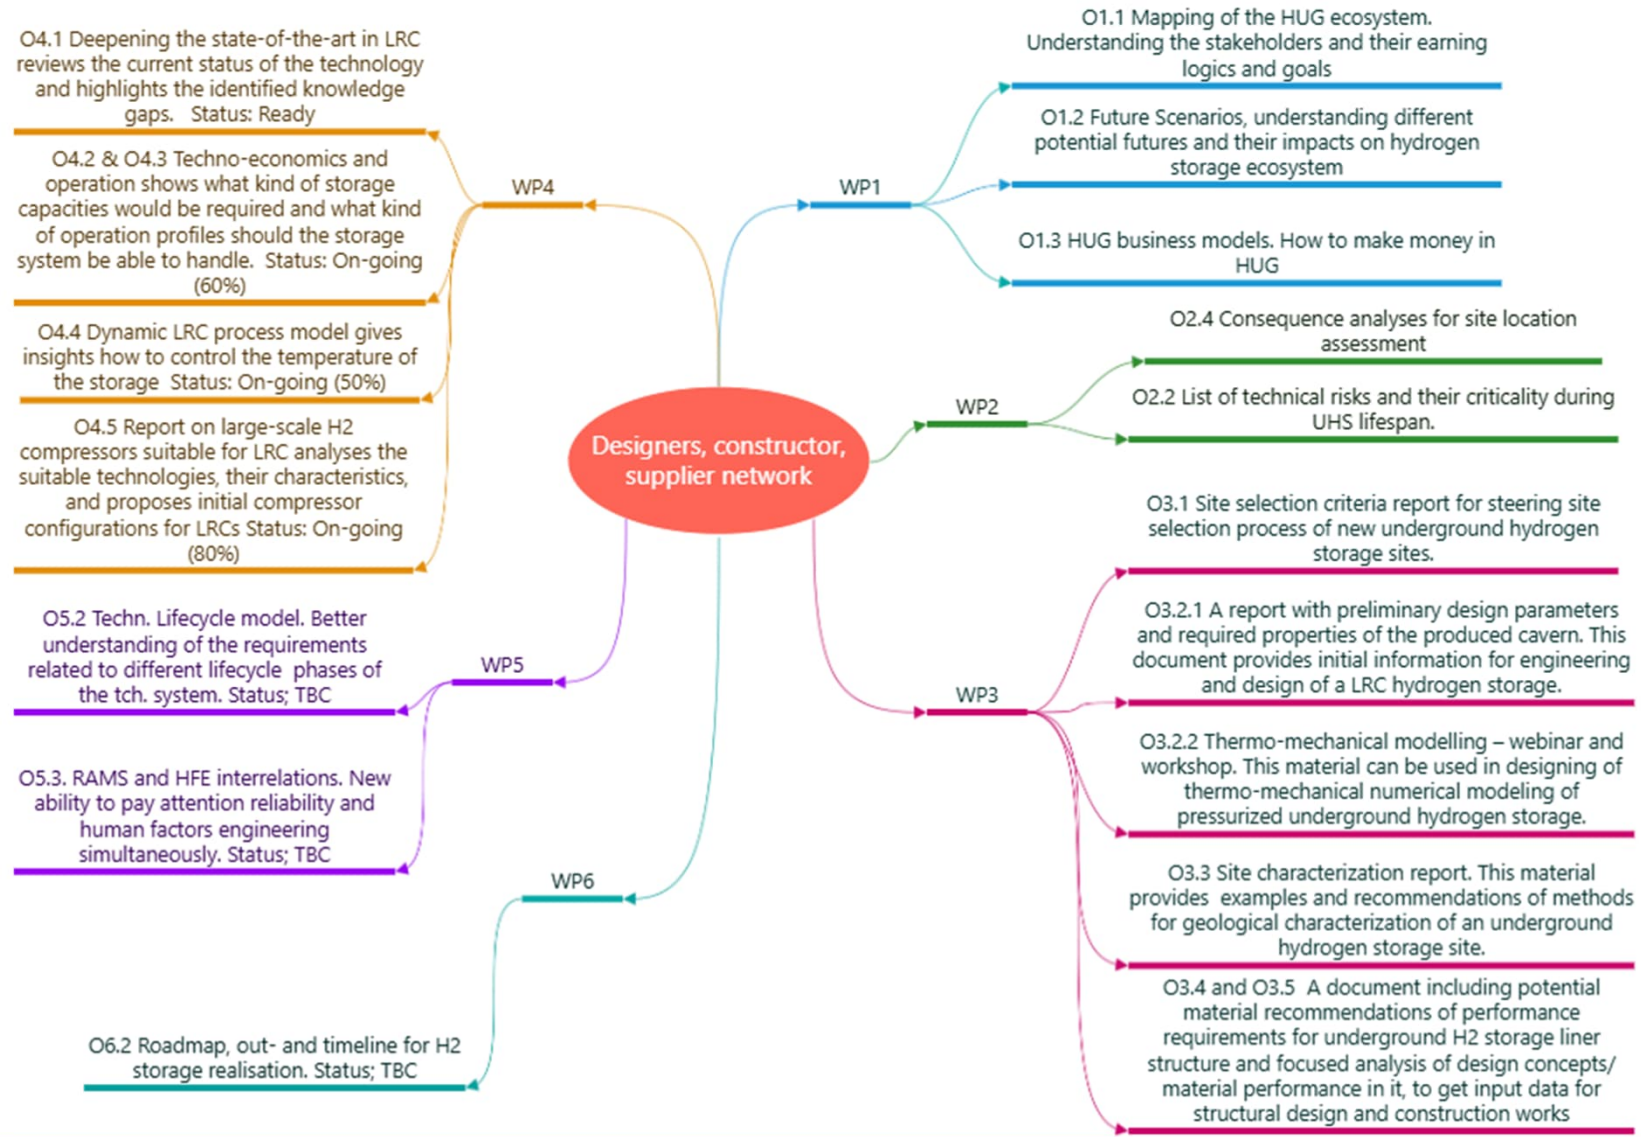 Designers, constructor,
supplier network
WP1
O1.1 Mapping of the HUG ecosystem.
Understanding the stakeholders and their earning
logics and goals
O1.2 Future Scenarios, understanding different
potential futures and their impacts on hydrogen
storage ecosystem
O1.3 HUG business models. How to make money in
HUG
WP2
O2.4 Consequence analyses for site location
assessment
O2.2 List of technical risks and their criticality during
UHS lifespan.
WP3
O3.1 Site selection criteria report for steering site
selection process of new underground hydrogen
storage sites.
O3.2.1 A report with preliminary design parameters
and required properties of the produced cavern. This
document provides initial information for engineering
and design of a LRC hydrogen storage.
O3.2.2 Thermo-mechanical modelling – webinar and
workshop. This material can be used in designing of
thermo-mechanical numerical modeling of
pressurized underground hydrogen storage.
O3.3 Site characterization report. This material
provides  examples and recommendations of methods
for geological characterization of an underground
hydrogen storage site.
O3.4 and O3.5  A document including potential
material recommendations of performance
requirements for underground H2 storage liner
structure and focused analysis of design concepts/
material performance in it, to get input data for
structural design and construction works
WP4
O4.1 Deepening the state-of-the-art in LRC
reviews the current status of the technology
and highlights the identified knowledge
gaps.   Status: Ready
O4.2 & O4.3 Techno-economics and
operation shows what kind of storage
capacities would be required and what kind
of operation profiles should the storage
system be able to handle.  Status: On-going
(60%)
O4.4 Dynamic LRC process model gives
insights how to control the temperature of
the storage  Status: On-going (50%)
O4.5 Report on large-scale H2
compressors suitable for LRC analyses the
suitable technologies, their characteristics,
and proposes initial compressor
configurations for LRCs Status: On-going
(80%)
WP5
O5.2 Techn. Lifecycle model. Better
understanding of the requirements
related to different lifecycle  phases of
the tch. system. Status; TBC
O5.3. RAMS and HFE interrelations. New
ability to pay attention reliability and
human factors engineering
simultaneously. Status; TBC
WP6
O6.2 Roadmap, out- and timeline for H2
storage realisation. Status; TBC